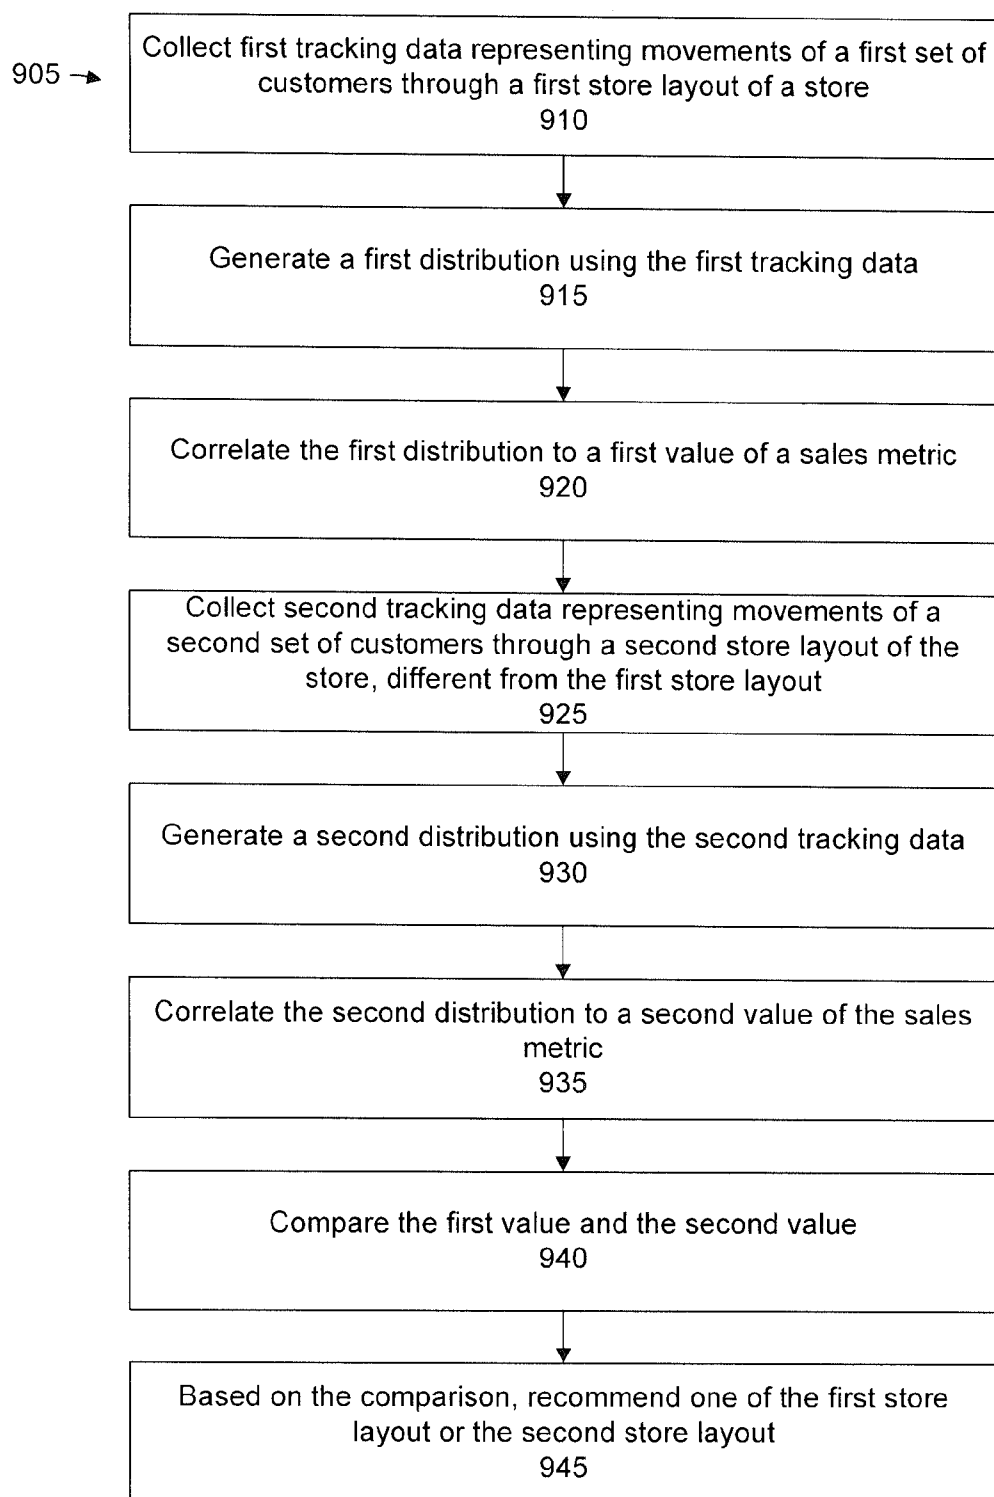 905
Collect first tracking data representing movements of a first set of
customers through a first store layout of a store
910
Generate a first distribution using the first tracking data
915
Correlate the first distribution to a first value of a sales metric
920
Collect second tracking data representing movements of a
second set of customers through a second store layout of the
store, different from the first store layout
925
Generate a second distribution using the second tracking data
930
Correlate the second distribution to a second value of the sales
metric
935
Compare the first value and the second value
940
Based on the comparison, recommend one of the first store
layout or the second store layout
945